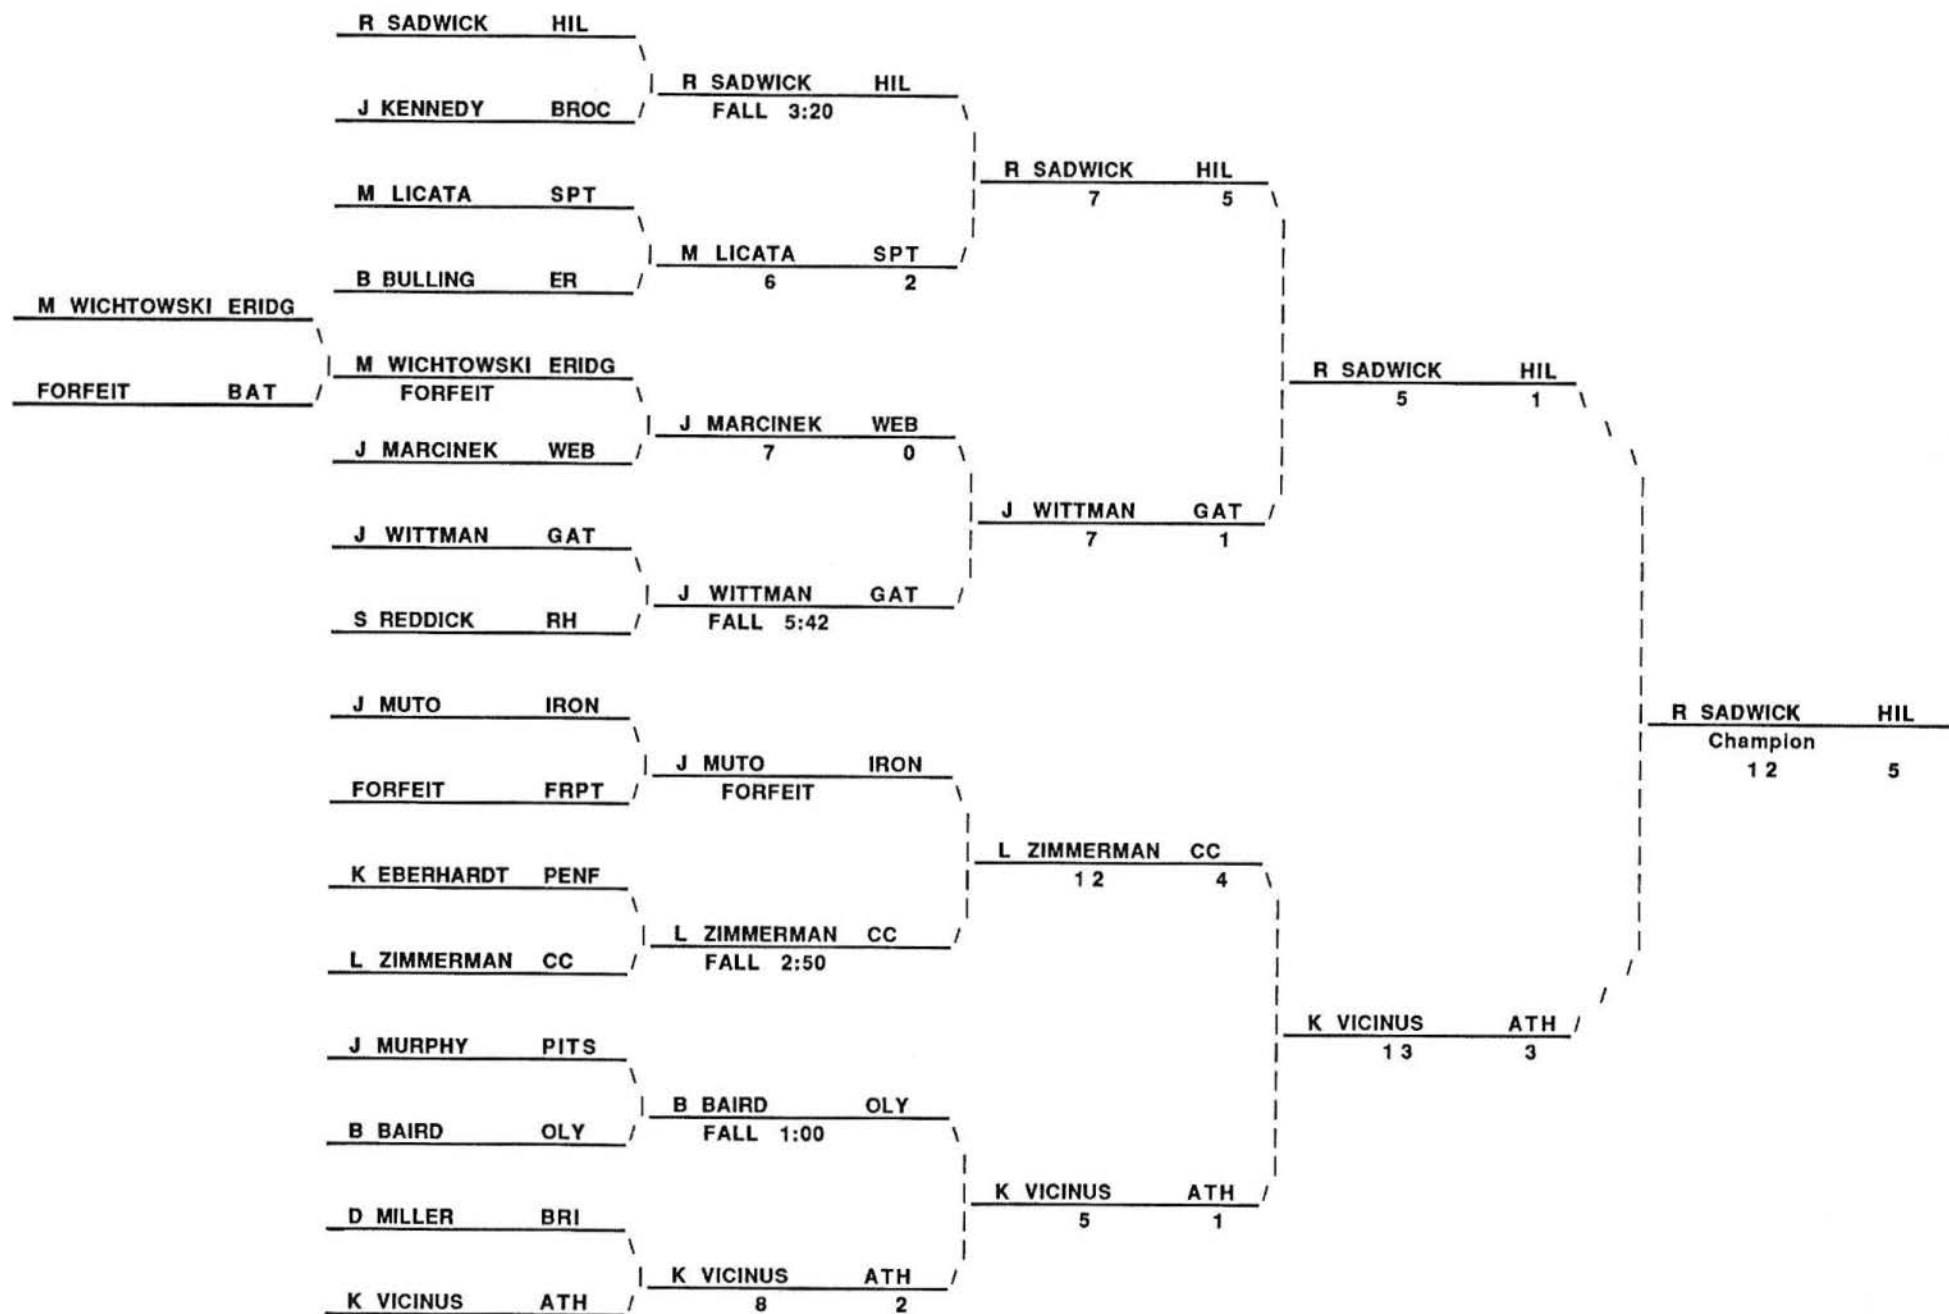 R SADWICK HIL
J KENNEDY BROC
M LICATA SPT
B BULLING ER
M WICHTOWSKI ERIDG
FORFEIT BAT
M WICHTOWSKI ERIDG
FORFEIT
J MARCINEK WEB
J WITTMAN GAT
S REDDICK RH
J MUTO IRON
FORFEIT FRPT
K EBERHARDT PENF
L ZIMMERMAN CC
J MURPHY PITS
B BAIRD OLY
D MILLER BRI
K VICINUS ATH
R SADWICK HIL
FALL 3:20
M LICATA SPT
6 2
J MARCINEK WEB
7 0
J WITTMAN GAT
FALL 5:42
J MUTO IRON
FORFEIT
L ZIMMERMAN CC
FALL 2:50
B BAIRD OLY
FALL 1:00
K VICINUS ATH
8 2
R SADWICK HIL
7 5
J WITTMAN GAT
7 1
L ZIMMERMAN CC
12 4
K VICINUS ATH
5 1
R SADWICK HIL
5 1
K VICINUS ATH
13 3
R SADWICK HIL
Champion
12 5